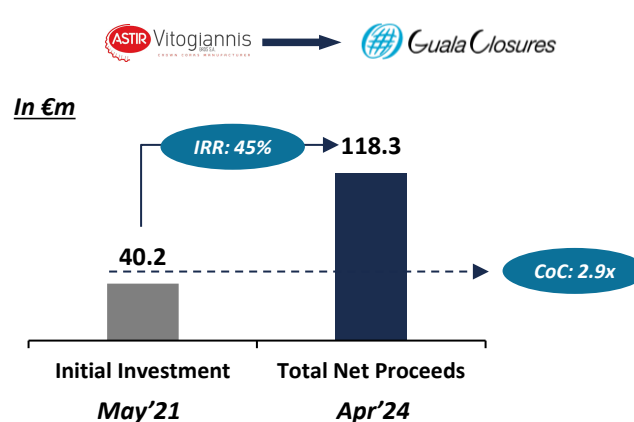 ASTIR Vitogiannis
BROS S.A.
CROWN CORKS MANUFACTURER
Guala Closures
In €m
IRR: 45%
118.3
40.2
CoC: 2.9x
Initial Investment
Total Net Proceeds
May'21
Apr'24